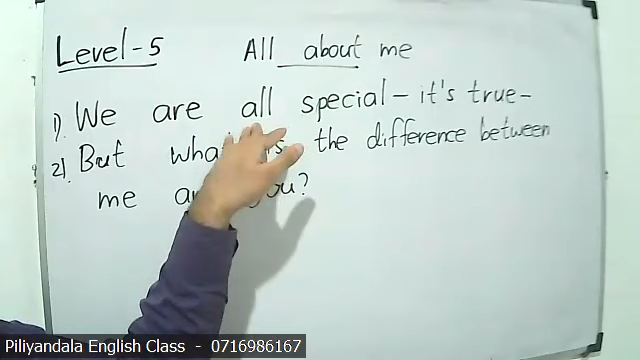 Level-5 All about me
1). We are all special - it's true -
2). But what is the difference between
me you?
Piliyandala English Class - 0716986167